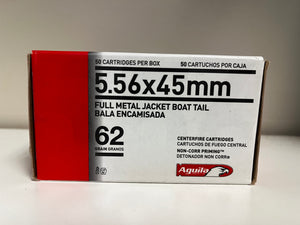 50 CARTRIDGES PER BOX 50 CARTUCHOS POR CAJA
5.56x45mm
FULL METAL JACKET BOAT TAIL
BALA ENCAMISADA
62
GRAIN GRANOS
CENTERFIRE CARTRIDGES
CARTUCHOS DE FUEGO CENTRAL
NON-CORR PRIMING™
DETONADOR NON CORR®
Aguila